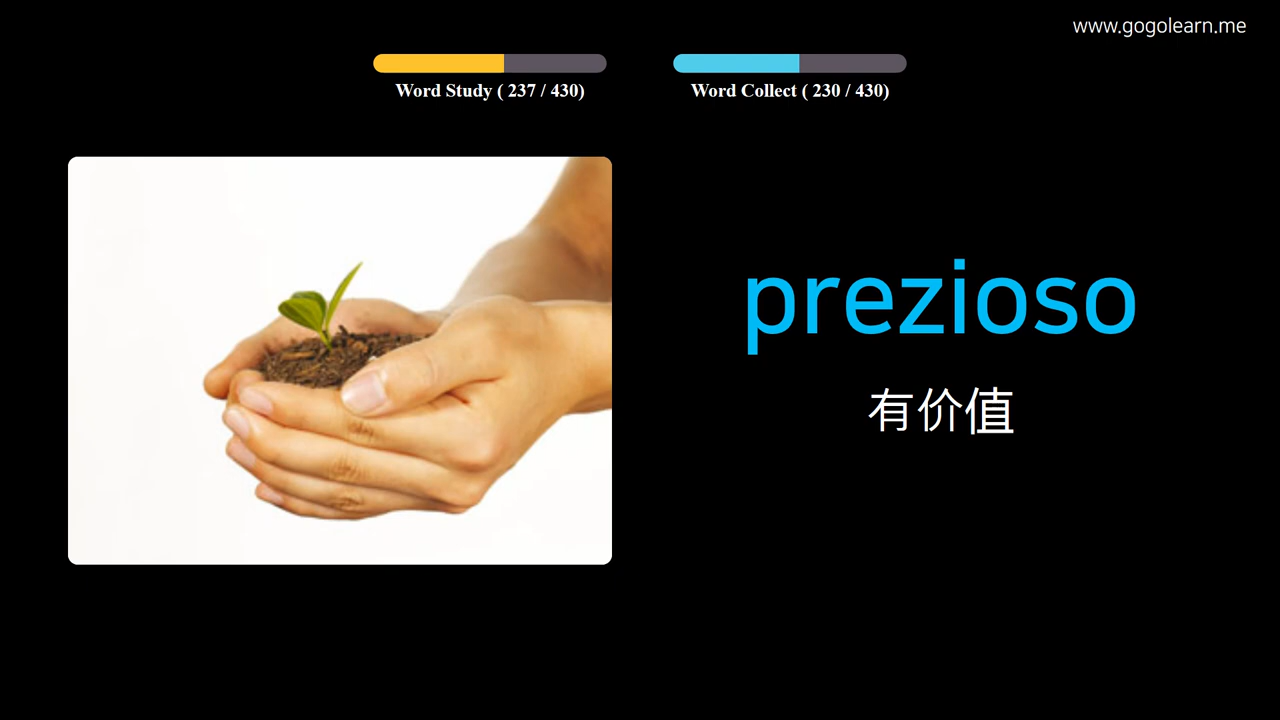 www.gogolearn.me
Word Study ( 237 / 430)
Word Collect ( 230 / 430)
prezioso
有价值